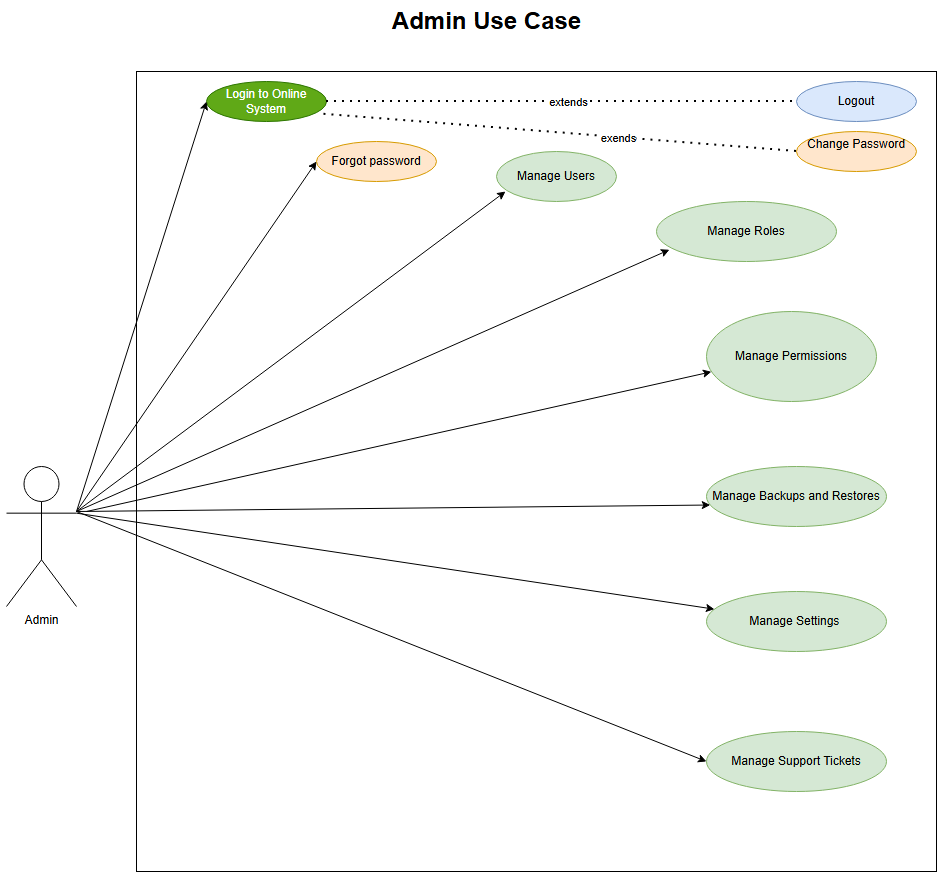 Admin Use Case
Login to Online
System
extends
Logout
exends
Change Password
Forgot password
Manage Users
Manage Roles
Manage Permissions
Manage Backups and Restores
Manage Settings
Admin
Manage Support Tickets